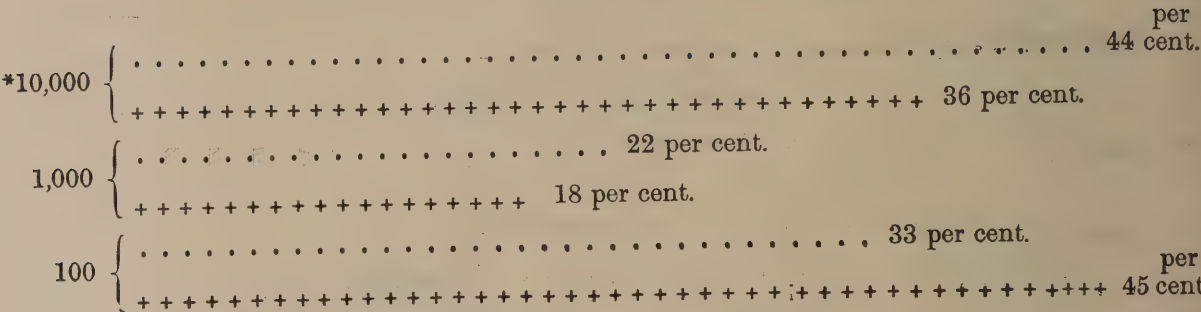 per
44 cent.
*10,000
36 per cent.
22 per cent.
1,000
18 per cent.
33 per cent.
100
per
45 cent